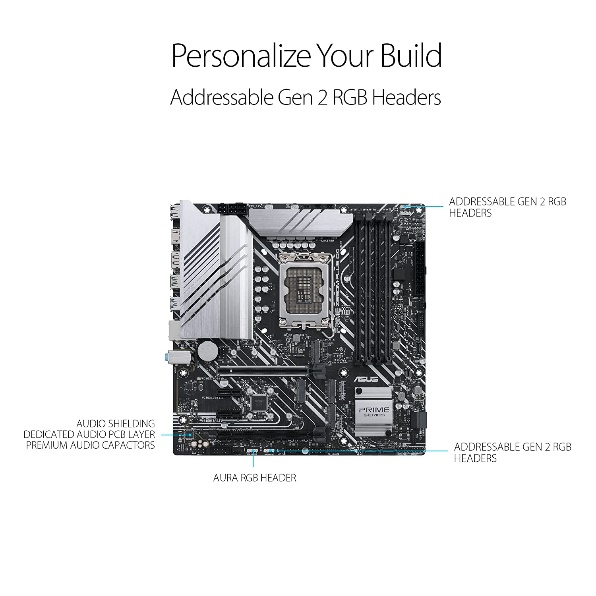 Personalize Your Build
Addressable Gen 2 RGB Headers
ADDRESSABLE GEN 2 RGB
HEADERS
ASUS
PRIME
AUDIO SHIELDING
DEDICATED AUDIO PCB LAYER
PREMIUM AUDIO CAPACTORS
ADDRESSABLE GEN 2 RGB
HEADERS
AURA RGB HEADER